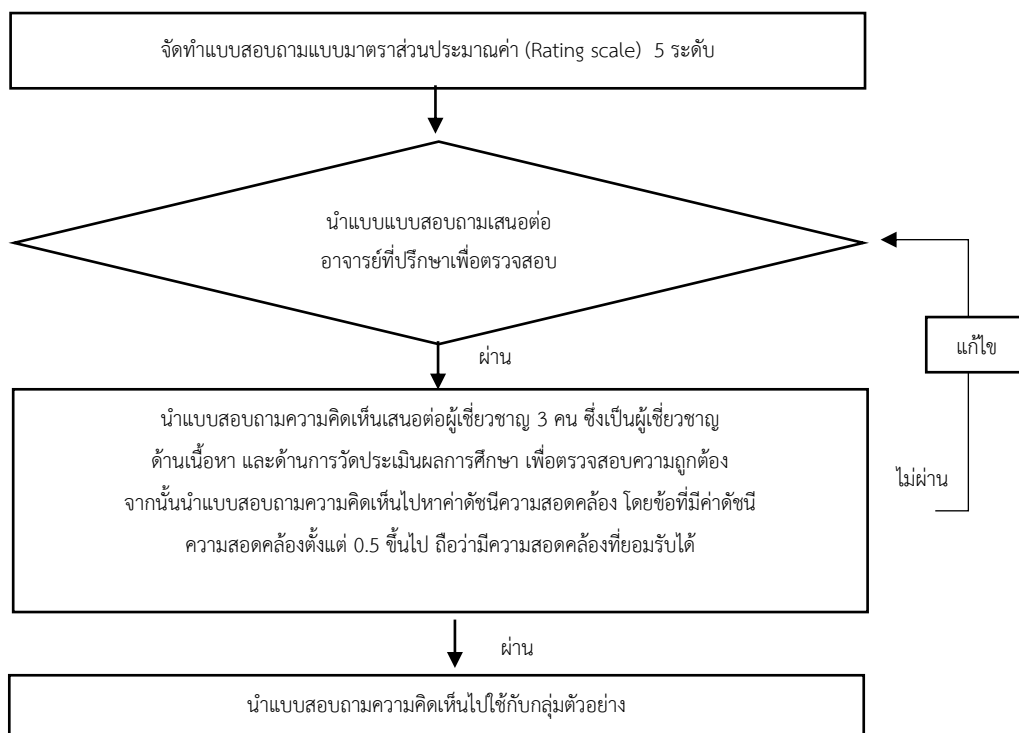 จัดทำแบบสอบถามแบบมาตราส่วนประมาณค่า (Rating scale)  5 ระดับ
นำแบบแบบสอบถามเสนอต่อ
อาจารย์ที่ปรึกษาเพื่อตรวจสอบ
แก้ไข
ผ่าน
นำแบบสอบถามความคิดเห็นเสนอต่อผู้เชี่ยวชาญ 3 คน ซึ่งเป็นผู้เชี่ยวชาญ
ด้านเนื้อหา และด้านการวัดประเมินผลการศึกษา เพื่อตรวจสอบความถูกต้อง
จากนั้นนำแบบสอบถามความคิดเห็นไปหาค่าดัชนีความสอดคล้อง โดยข้อที่มีค่าดัชนี
ความสอดคล้องตั้งแต่ 0.5 ขึ้นไป ถือว่ามีความสอดคล้องที่ยอมรับได้
ไม่ผ่าน
ผ่าน
นำแบบสอบถามความคิดเห็นไปใช้กับกลุ่มตัวอย่าง